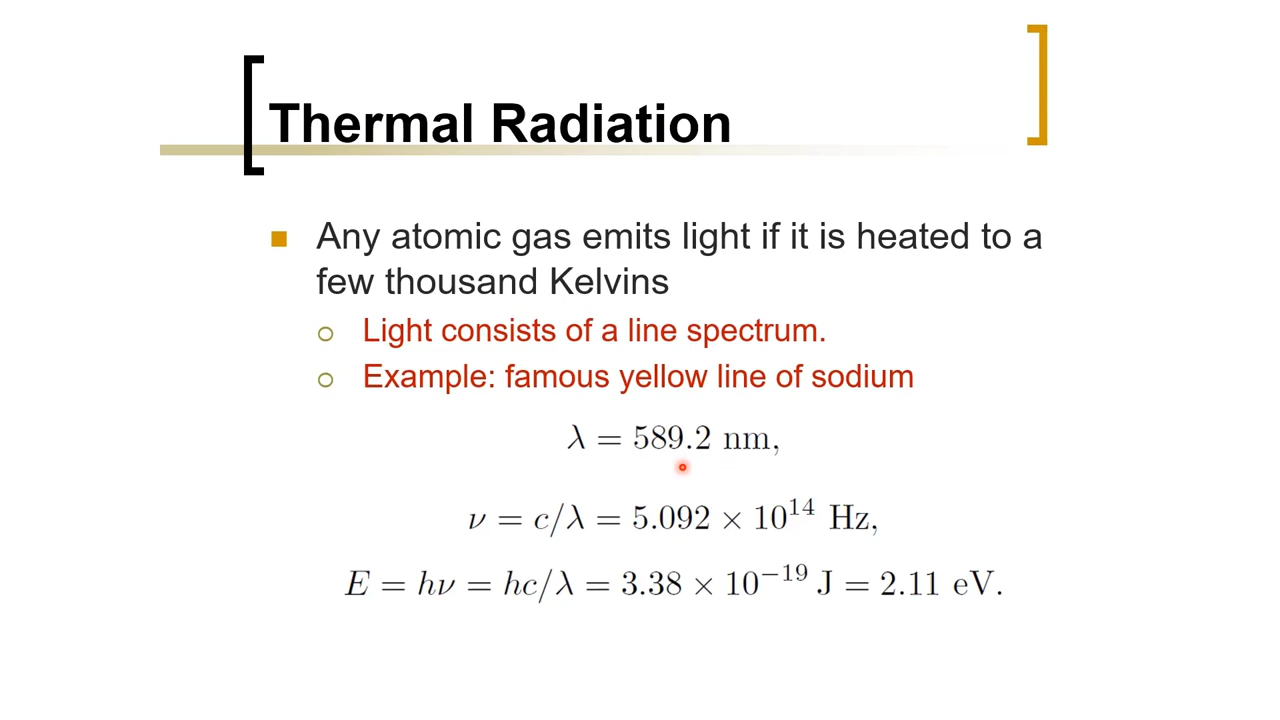 Thermal Radiation
Any atomic gas emits light if it is heated to a
few thousand Kelvins
Light consists of a line spectrum.
Example: famous yellow line of sodium
λ = 589.2 nm,
ν = c/λ = 5.092 × 10¹⁴ Hz,
E = hν = hc/λ = 3.38 × 10⁻¹⁹ J = 2.11 eV.